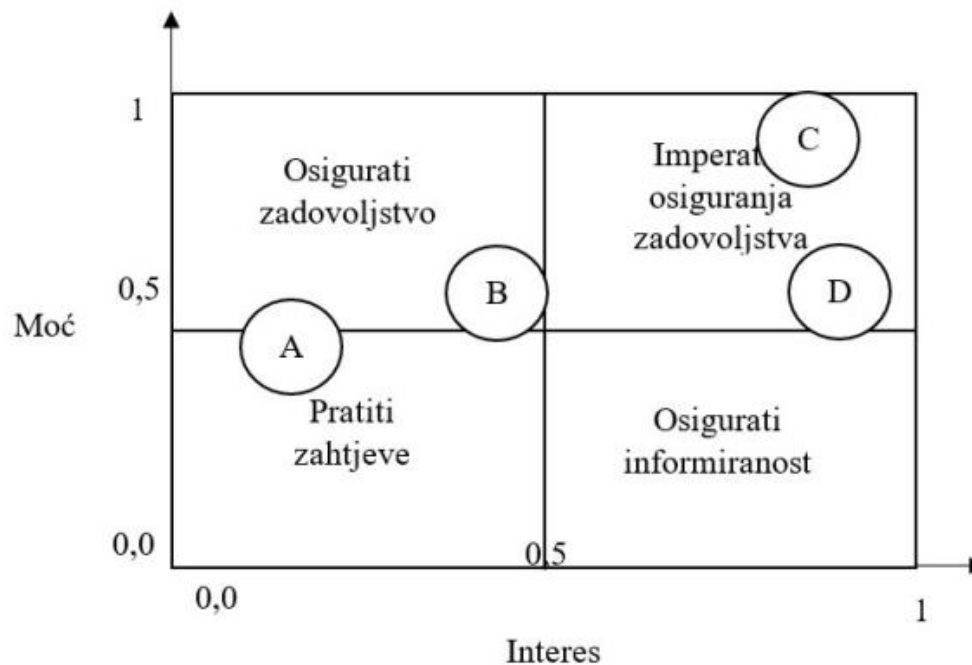 1
Osigurati
zadovoljstvo
C
Imperat
osiguranja
zadovoljstva
0,5
B
D
Moć
A
Pratiti
zahtjeve
Osigurati
informiranost
0,0
0,5
0,0
1
Interes